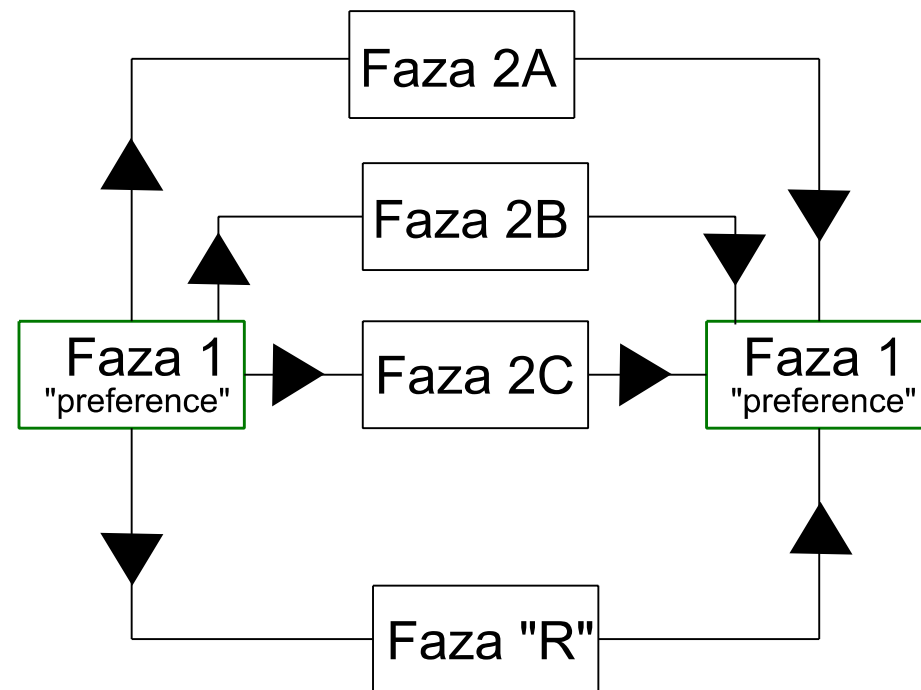 Faza 2A
Faza 2B
Faza 1
"preference"
Faza 2C
Faza 1
"preference"
Faza "R"